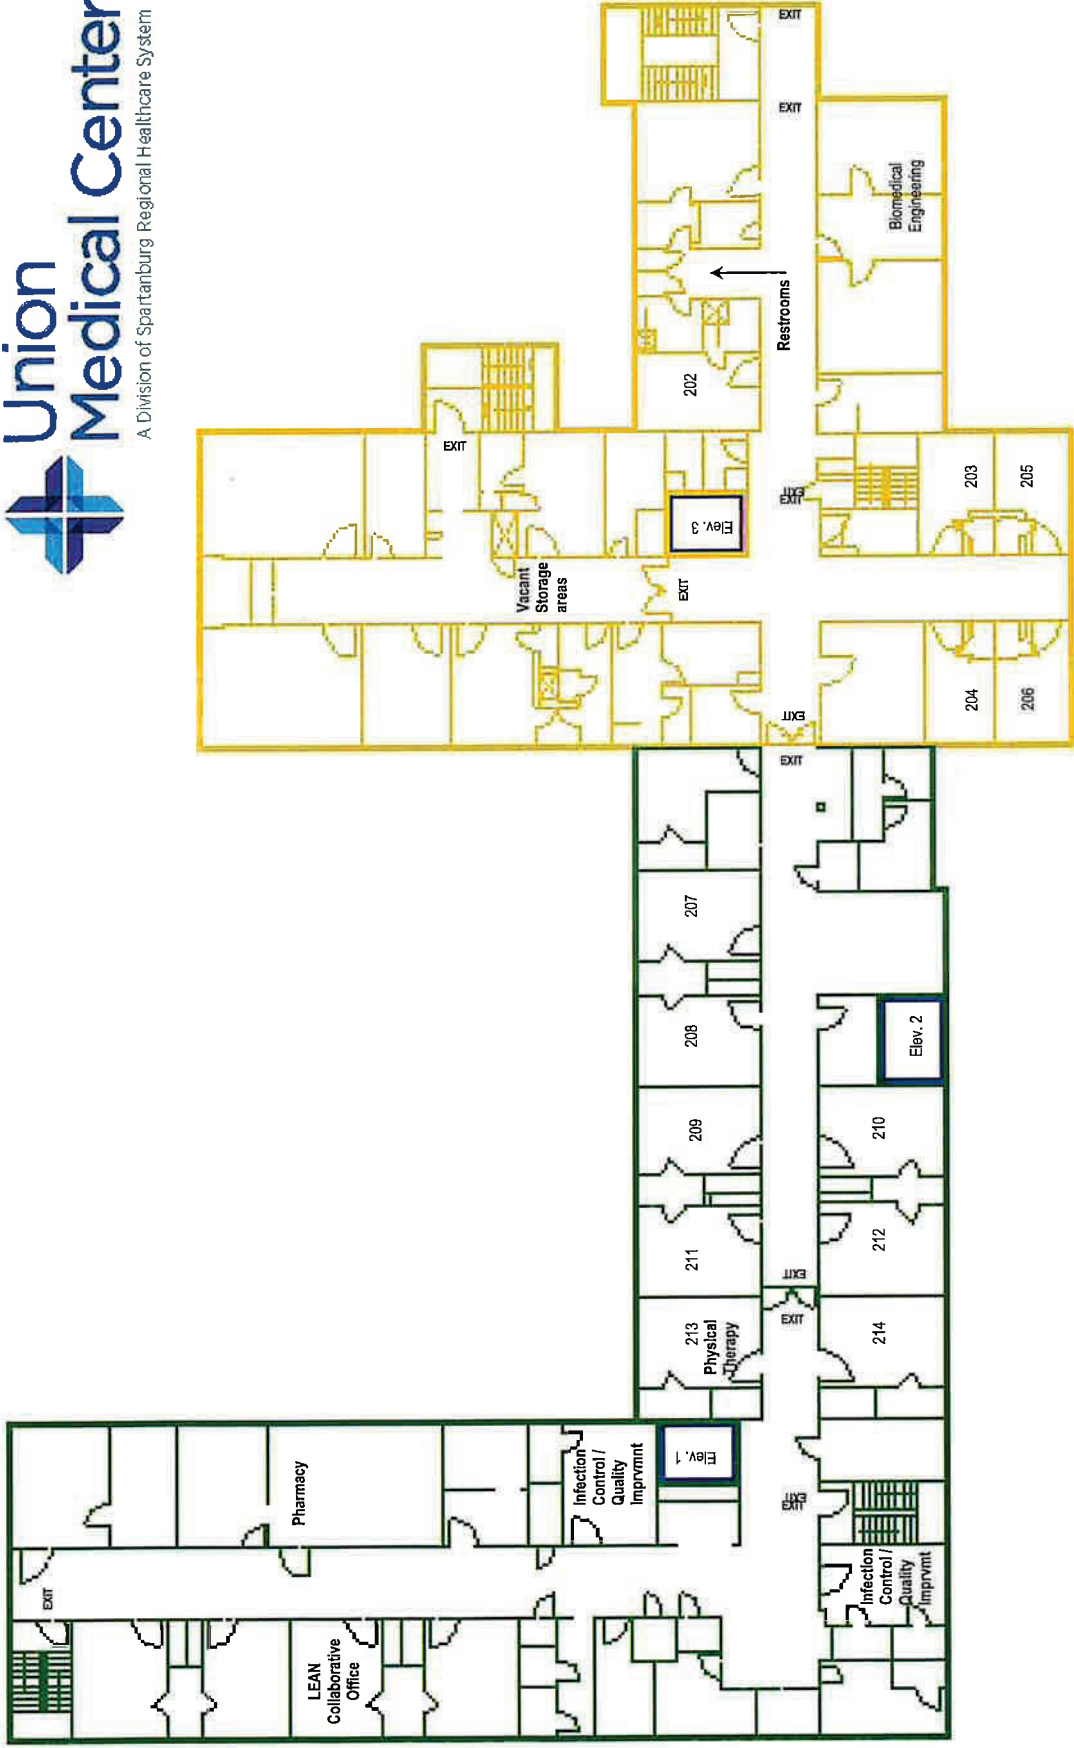 Union
Medical Center
A Division of Spartanburg Regional Healthcare System
EXIT
Pharmacy
LEAN
Collaborative
Office
Infection
Control /
Quality
Imprvmnt
Elev. 1
EXIT
EXIT
Infection
Control /
Quality
Imprvmt
213
Physical
Therapy
214
EXIT
EXIT
211
212
209
210
208
Elev. 2
207
EXIT
EXIT
204
206
Vacant
Storage
areas
EXIT
Elev. 3
EXIT
EXIT
EXIT
203
205
202
Restrooms
Biomedical
Engineering
EXIT
EXIT